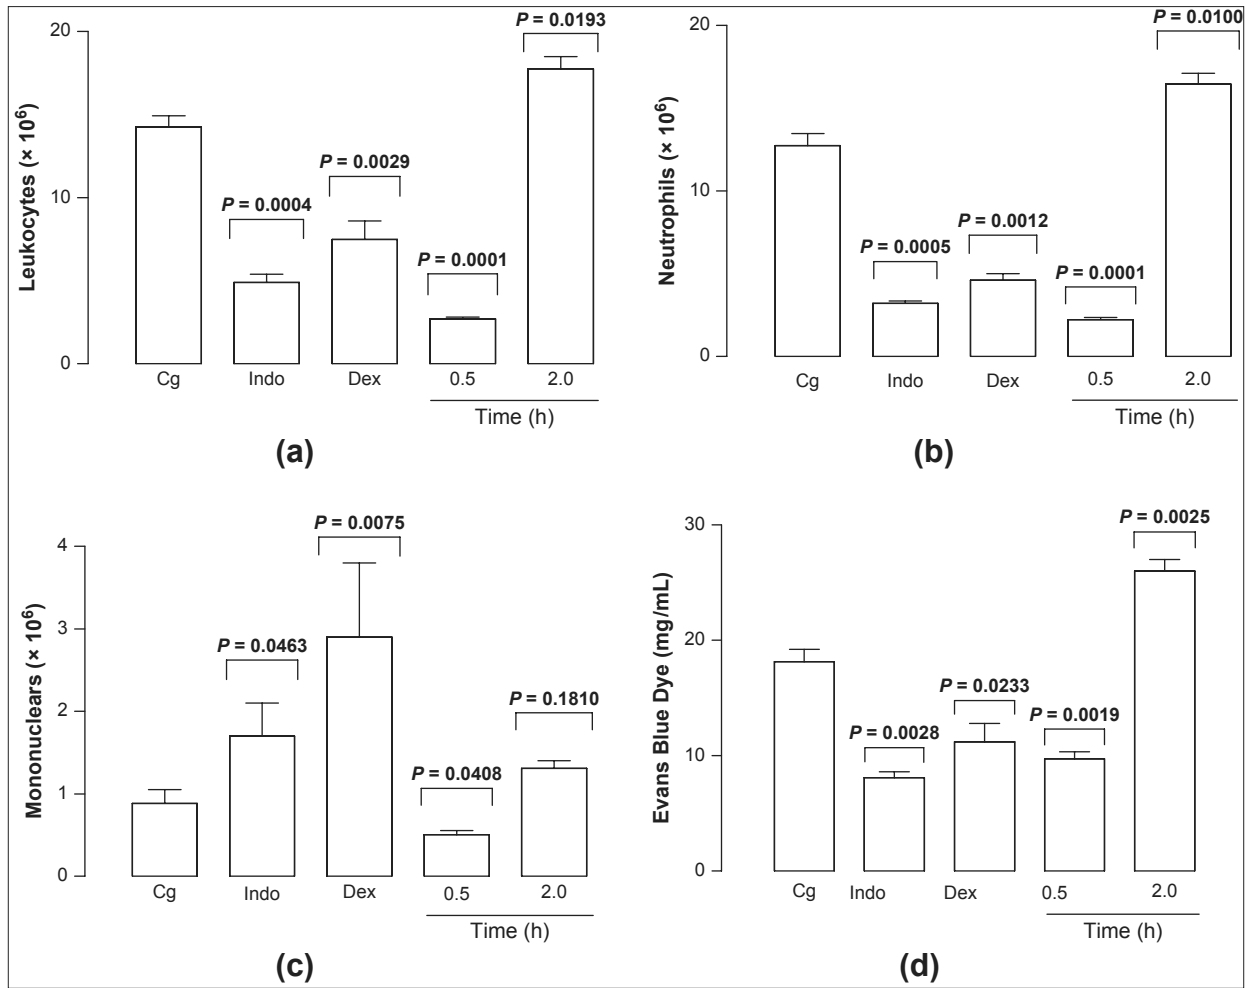 P = 0.0193
20
P = 0.0029
P = 0.0004
10
P = 0.0001
0
Leukocytes (× 10⁶)
Cg Indo Dex 0.5 2.0
Time (h)
(a)
P = 0.0100
20
P = 0.0012
P = 0.0005
10
P = 0.0001
0
Neutrophils (× 10⁶)
Cg Indo Dex 0.5 2.0
Time (h)
(b)
P = 0.0075
4
3
P = 0.0463
2
P = 0.1810
P = 0.0408
1
0
Mononuclears (× 10⁶)
Cg Indo Dex 0.5 2.0
Time (h)
(c)
30
P = 0.0025
20
P = 0.0233
P = 0.0019
P = 0.0028
10
0
Evans Blue Dye (mg/mL)
Cg Indo Dex 0.5 2.0
Time (h)
(d)